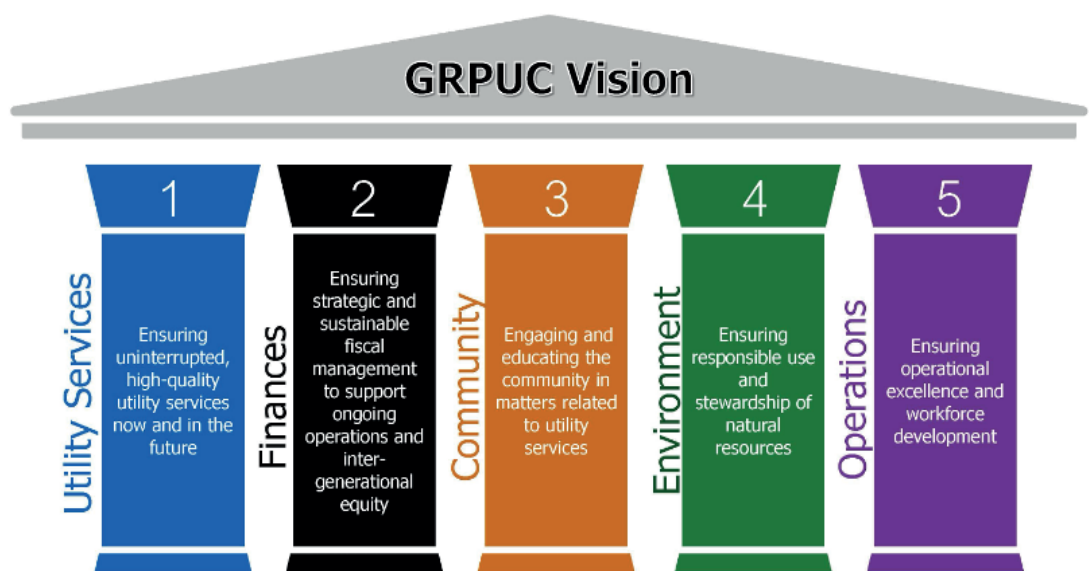 GRPUC Vision
1
2
3
4
5
Utility Services
Ensuring
uninterrupted,
high-quality
utility services
now and in the
future
Finances
Ensuring
strategic and
sustainable
fiscal
management
to support
ongoing
operations and
inter-
generational
equity
Community
Engaging and
educating the
community in
matters related
to utility
services
Environment
Ensuring
responsible use
and
stewardship of
natural
resources
Operations
Ensuring
operational
excellence and
workforce
development